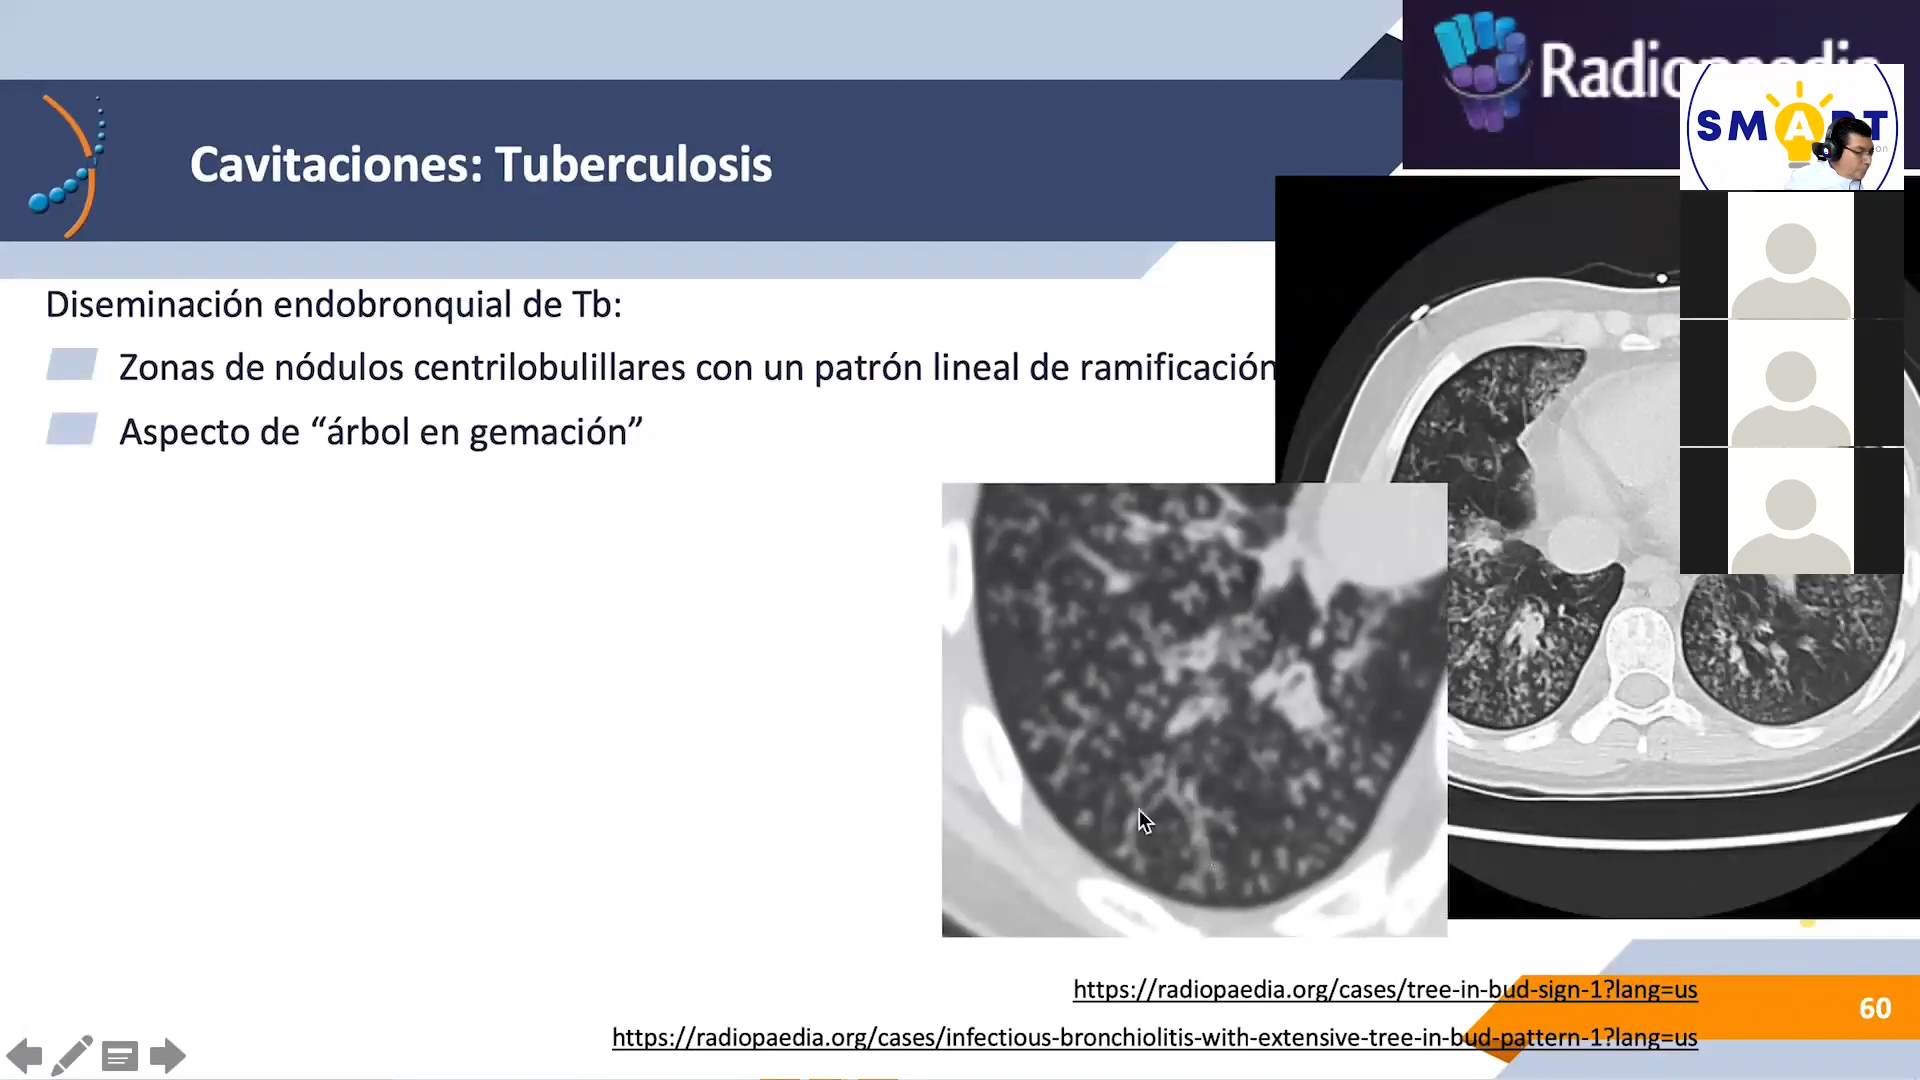 Cavitaciones: Tuberculosis
SMART
Diseminación endobronquial de Tb:
Zonas de nódulos centrilobulillares con un patrón lineal de ramificación
Aspecto de “árbol en gemación”
https://radiopaedia.org/cases/tree-in-bud-sign-1?lang=us
60
https://radiopaedia.org/cases/infectious-bronchiolitis-with-extensive-tree-in-bud-pattern-1?lang=us